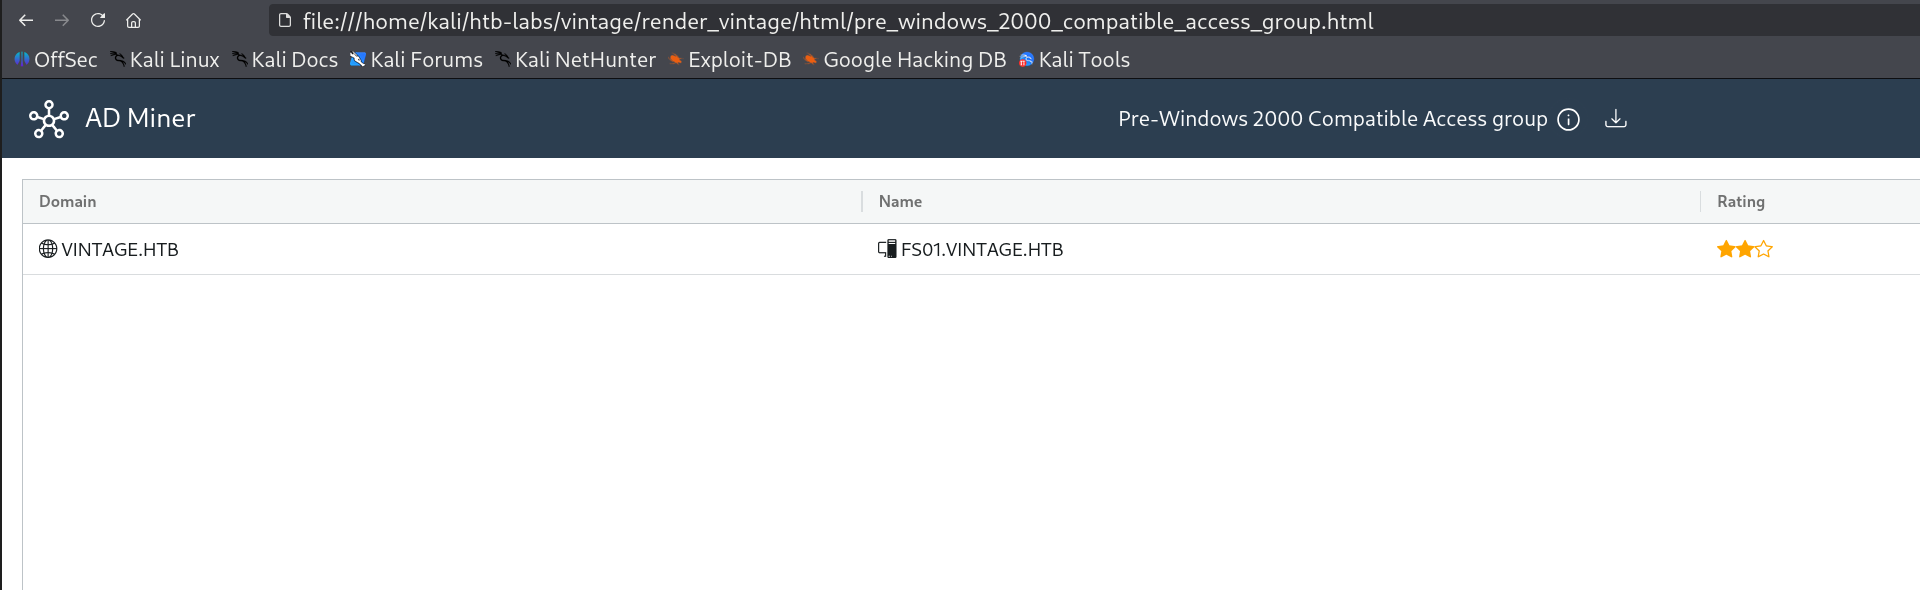 file:///home/kali/htb-labs/vintage/render_vintage/html/pre_windows_2000_compatible_access_group.html
OffSec Kali Linux Kali Docs Kali Forums Kali NetHunter Exploit-DB Google Hacking DB Kali Tools
AD Miner Pre-Windows 2000 Compatible Access group
Domain Name Rating
VINTAGE.HTB FS01.VINTAGE.HTB